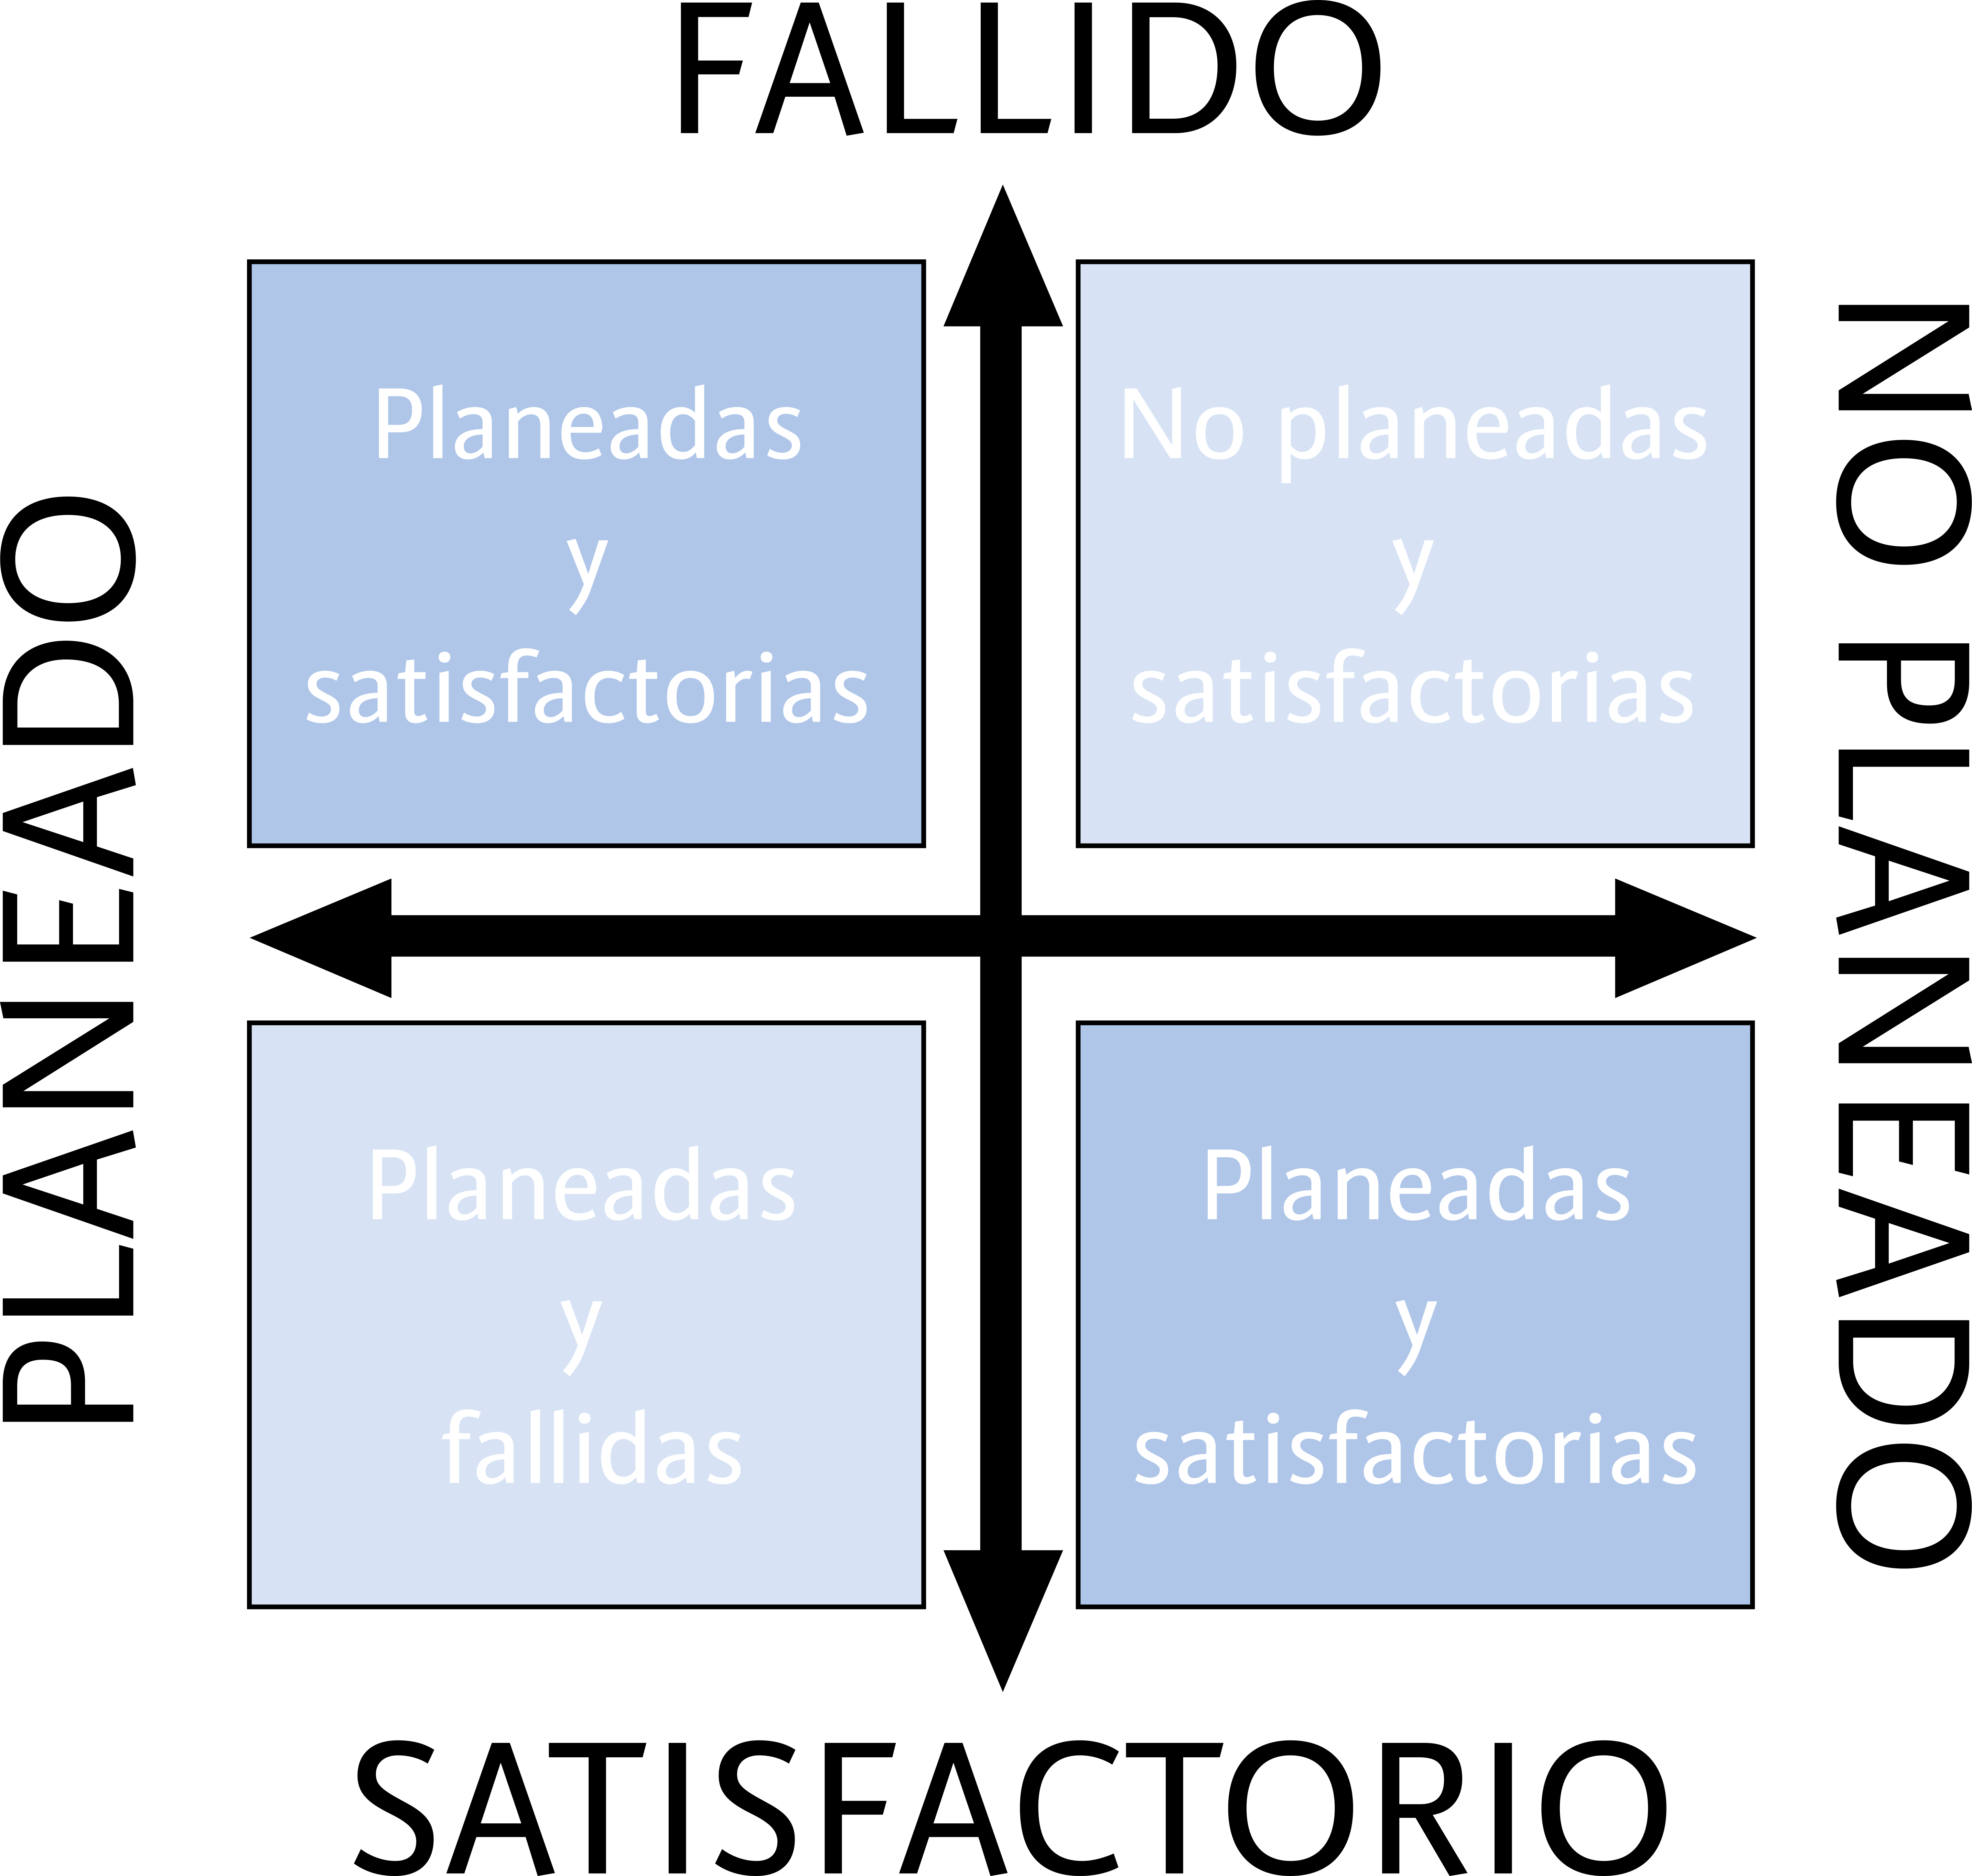 FALLIDO
PLANEADO
Planeadas
y
satisfactorias
No planeadas
y
satisfactorias
NO PLANEADO
Planeadas
y
fallidas
Planeadas
y
satisfactorias
SATISFACTORIO